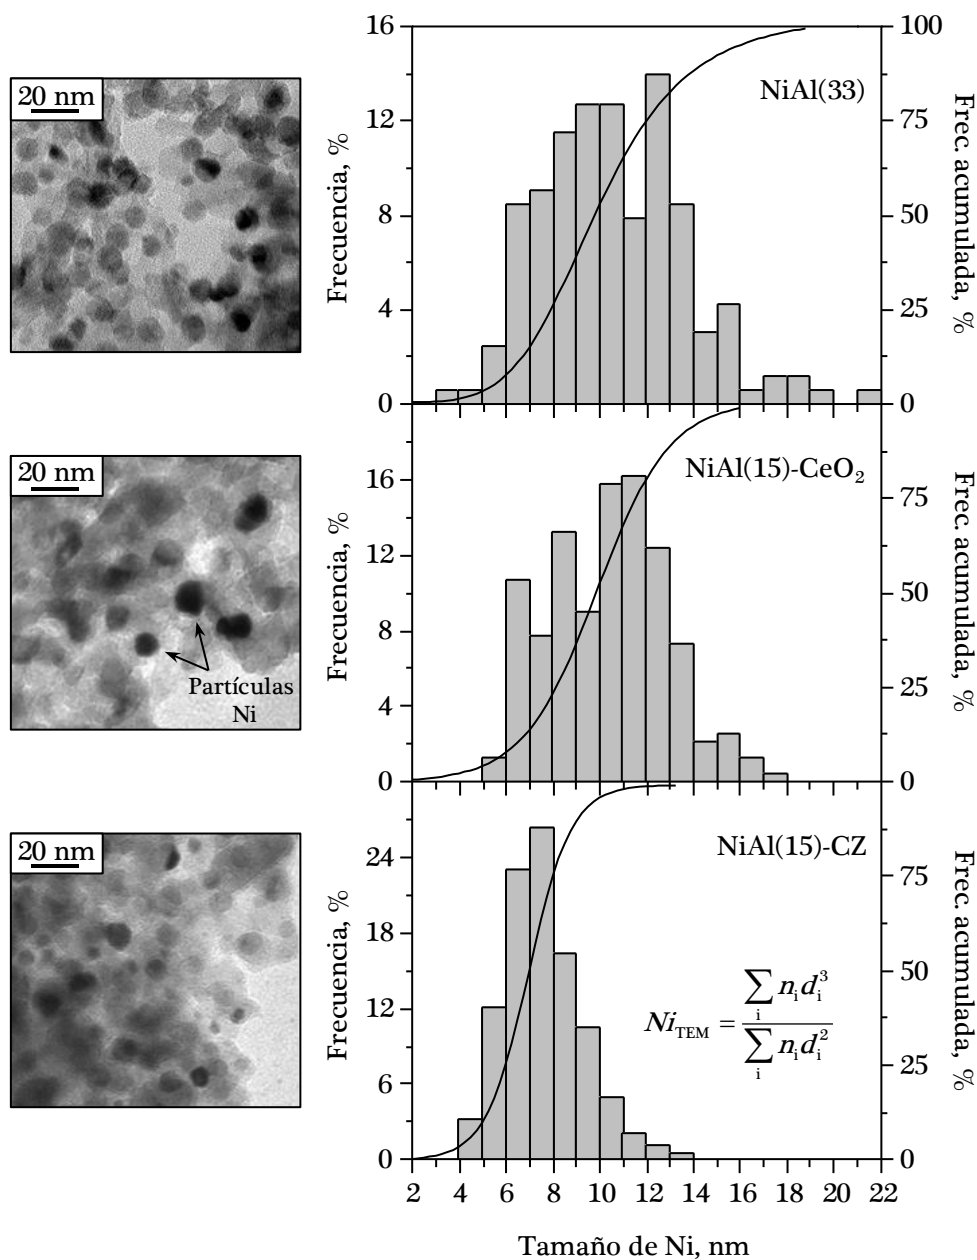 20 nm
16
12
8
4
0
Frecuencia, %
NiAl(33)
100
75
50
25
0
Frec. acumulada, %
20 nm
Partículas
Ni
16
12
8
4
0
Frecuencia, %
NiAl(15)-CeO₂
75
50
25
0
Frec. acumulada, %
20 nm
24
18
12
6
0
Frecuencia, %
NiAl(15)-CZ
Ni_TEM = ∑_i n_i d_i^3 / ∑_i n_i d_i^2
75
50
25
0
Frec. acumulada, %
2 4 6 8 10 12 14 16 18 20 22
Tamaño de Ni, nm